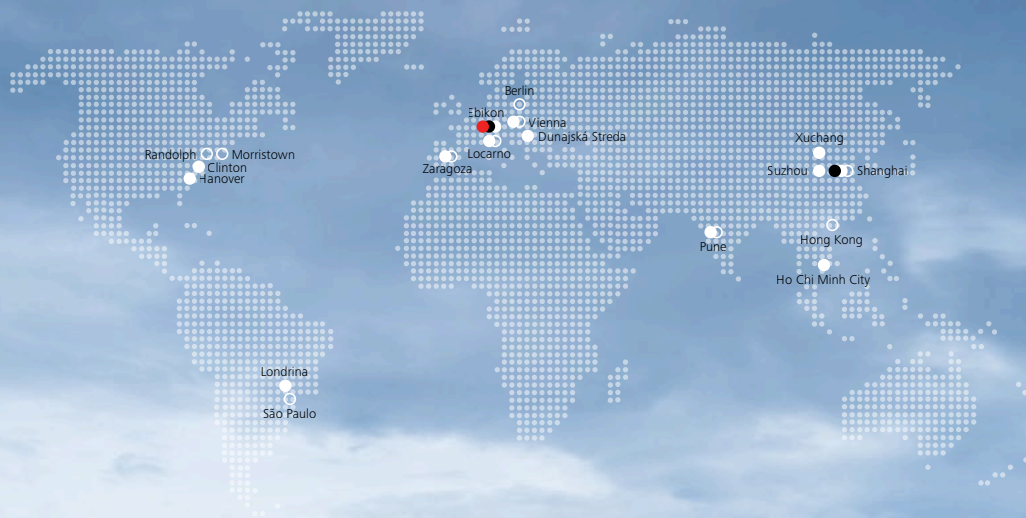 Berlin
Ebikon
Vienna
Dunajská Streda
Locarno
Zaragoza
Randolph
Morristown
Clinton
Hanover
Xuchang
Suzhou
Shanghai
Pune
Hong Kong
Ho Chi Minh City
Londrina
São Paulo